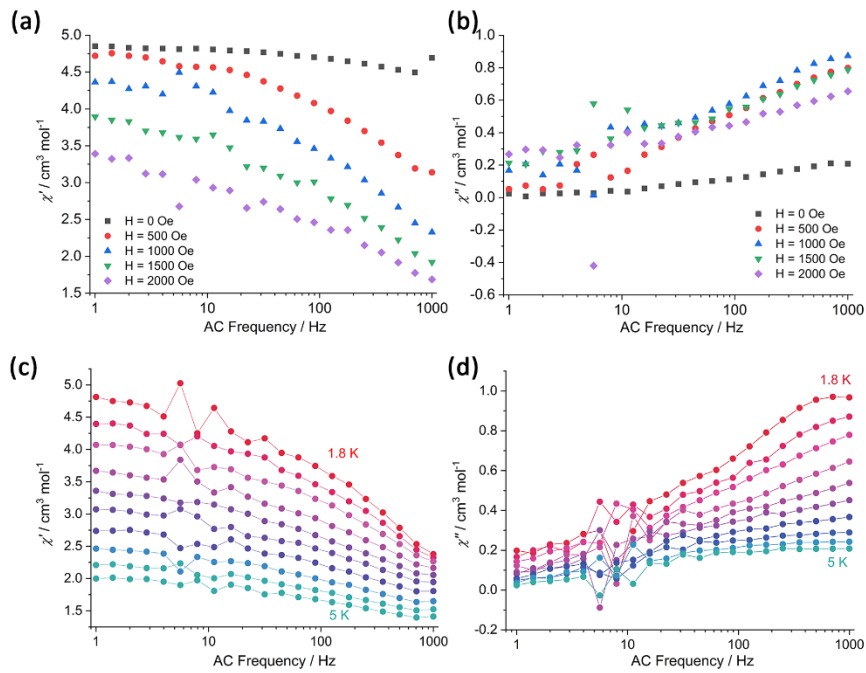 (a)
5.0
4.5
4.0
3.5
3.0
2.5
2.0
1.5
χ′ / cm³ mol⁻¹
H = 0 Oe
H = 500 Oe
H = 1000 Oe
H = 1500 Oe
H = 2000 Oe
1 10 100 1000
AC Frequency / Hz
(b)
1.0
0.8
0.6
0.4
0.2
0.0
-0.2
-0.4
-0.6
χ″ / cm³ mol⁻¹
H = 0 Oe
H = 500 Oe
H = 1000 Oe
H = 1500 Oe
H = 2000 Oe
1 10 100 1000
AC Frequency / Hz
(c)
5.0
4.5
4.0
3.5
3.0
2.5
2.0
1.5
χ′ / cm³ mol⁻¹
1.8 K
5 K
1 10 100 1000
AC Frequency / Hz
(d)
1.0
0.8
0.6
0.4
0.2
0.0
-0.2
χ″ / cm³ mol⁻¹
1.8 K
5 K
1 10 100 1000
AC Frequency / Hz